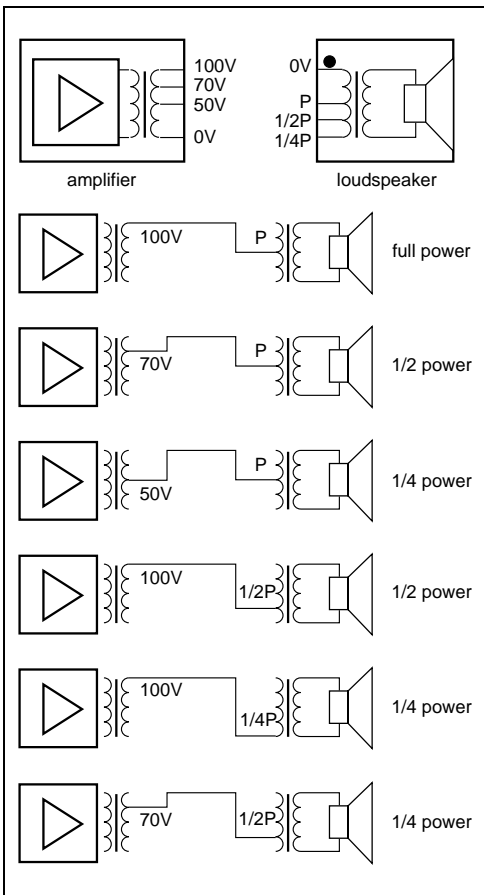 100V
70V
50V
0V
amplifier
0V
P
1/2P
1/4P
loudspeaker
100V P full power
70V P 1/2 power
50V P 1/4 power
100V 1/2P 1/2 power
100V 1/4P 1/4 power
70V 1/2P 1/4 power